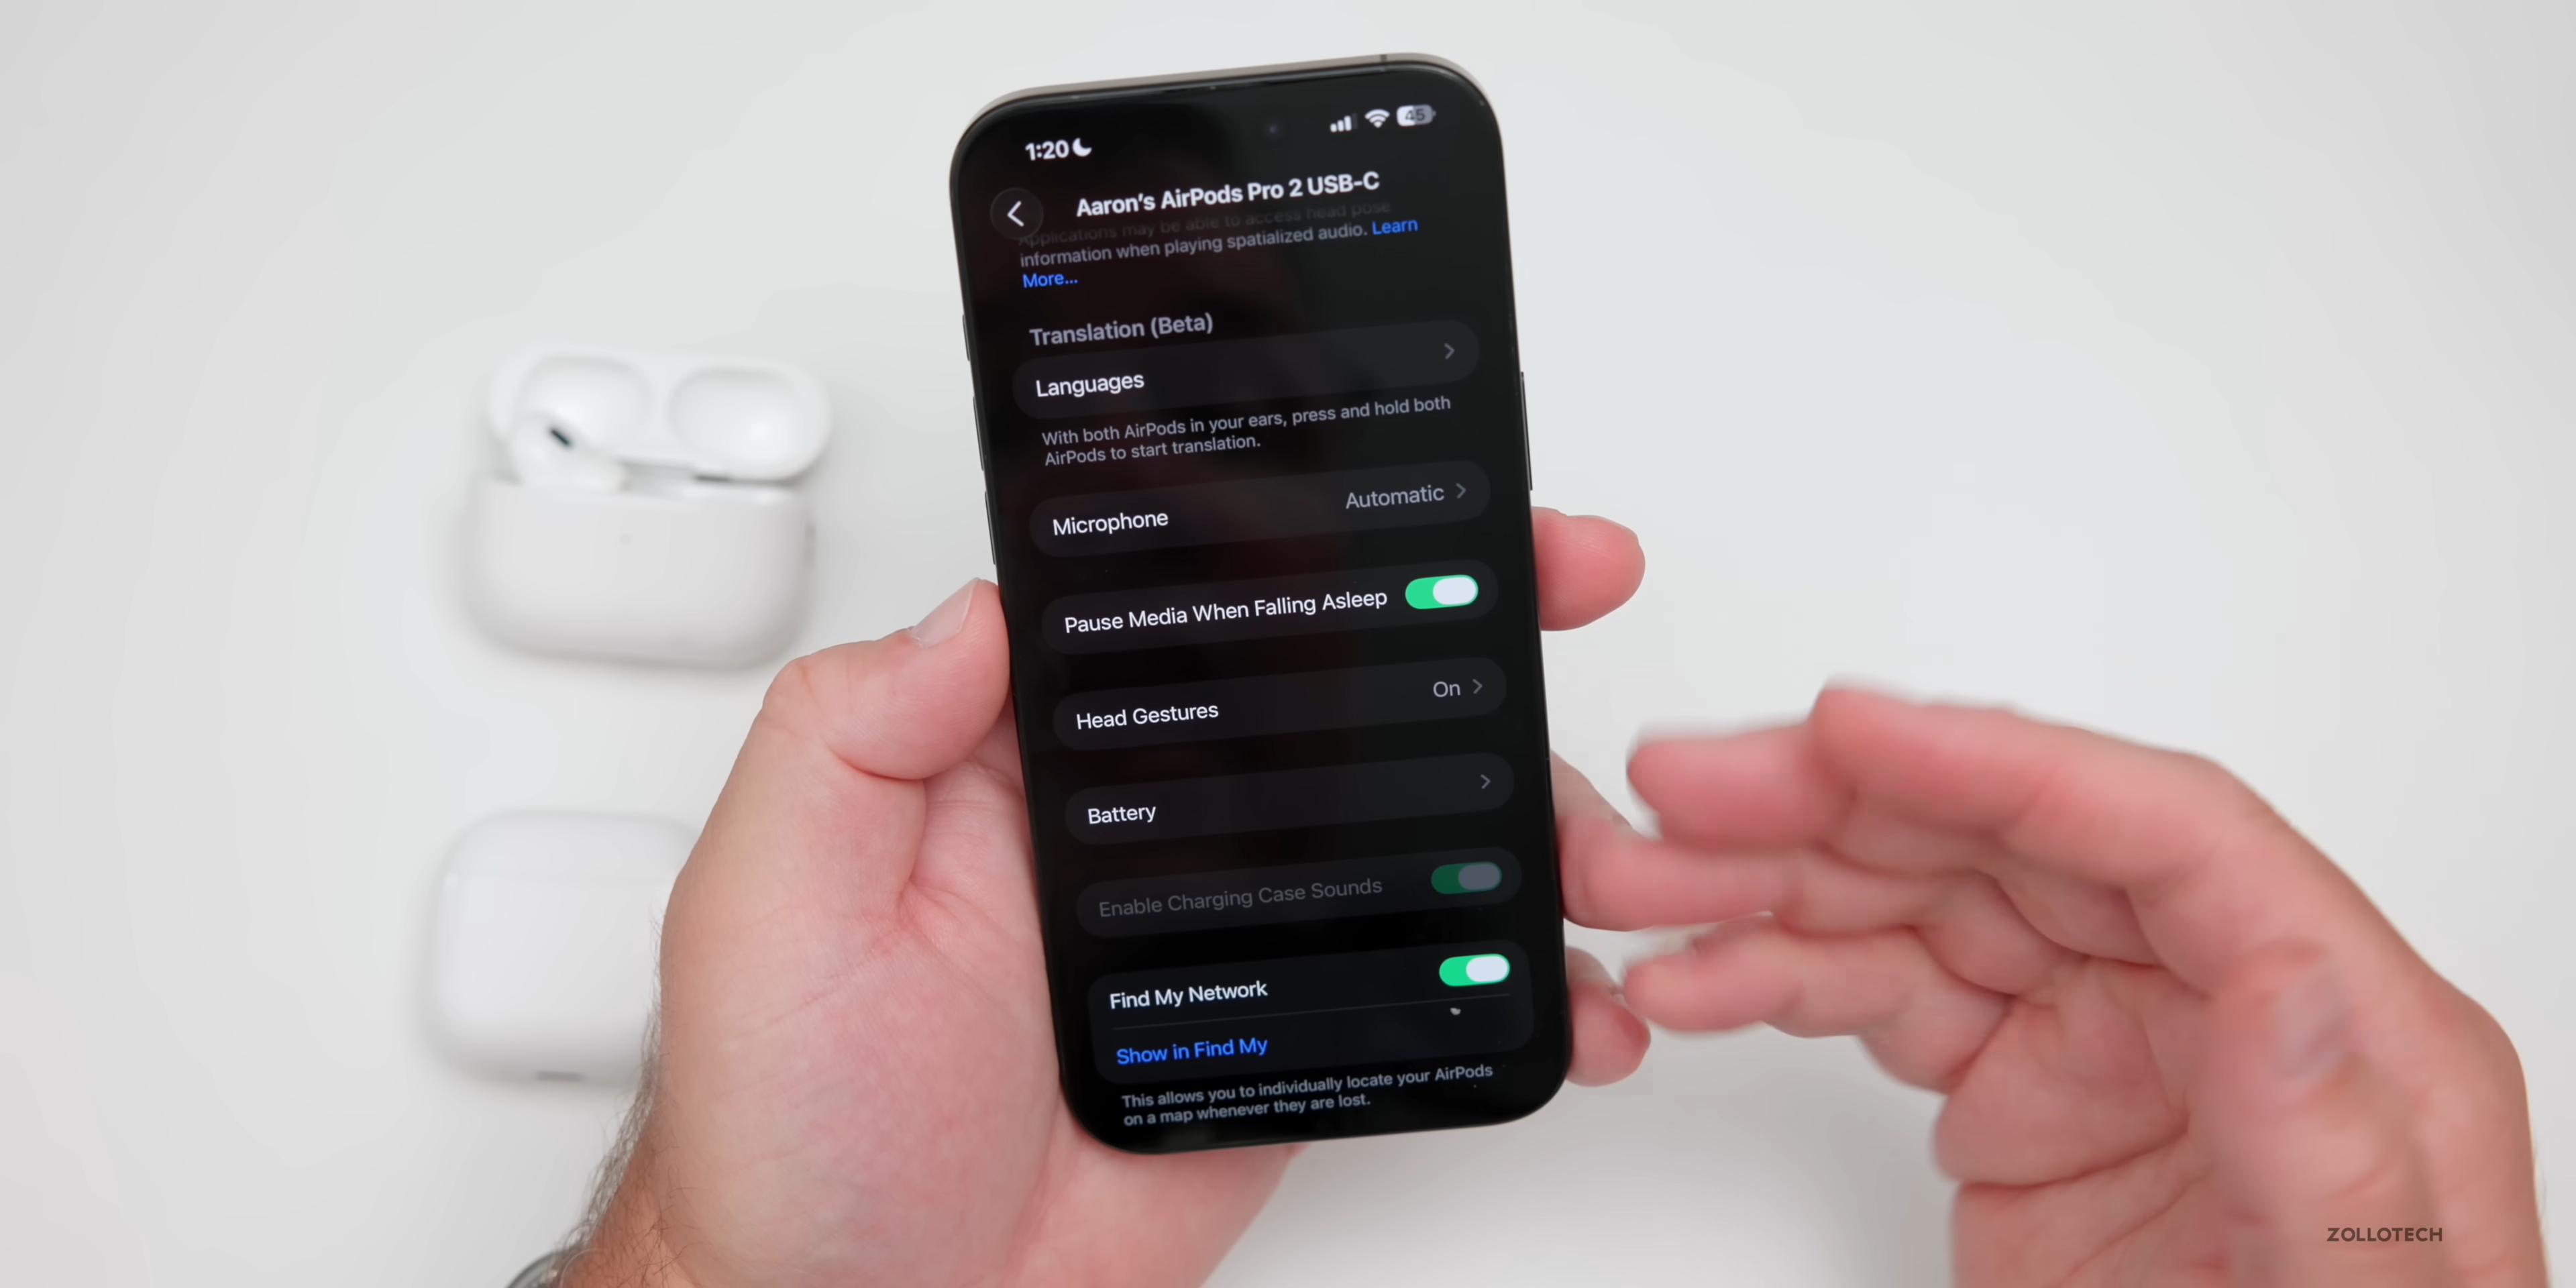 1:20
45
Aaron's AirPods Pro 2 USB-C
Applications may be able to access head pose
information when playing spatialized audio. Learn
More...
Translation (Beta)
Languages
With both AirPods in your ears, press and hold both
AirPods to start translation.
Microphone
Automatic
Pause Media When Falling Asleep
Head Gestures
On
Battery
Enable Charging Case Sounds
Find My Network
Show in Find My
This allows you to individually locate your AirPods
on a map whenever they are lost.
ZOLLOTECH